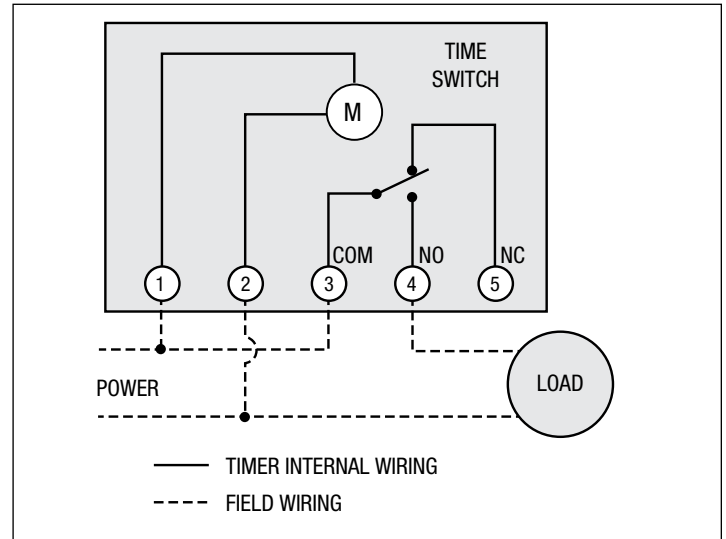 TIME
SWITCH
M
COM
NO
NC
1
2
3
4
5
POWER
LOAD
TIMER INTERNAL WIRING
FIELD WIRING